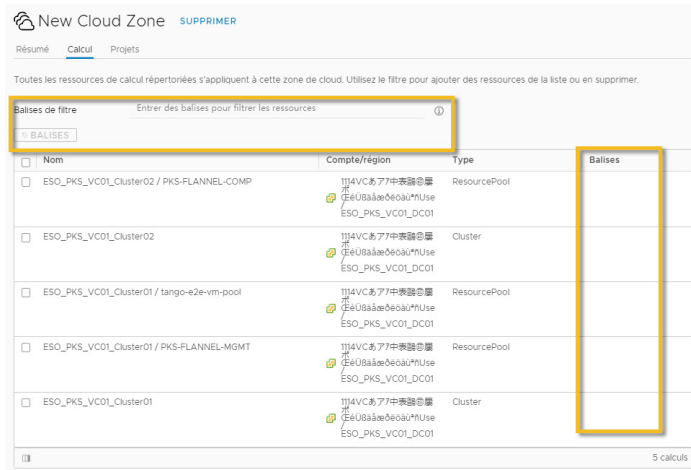 New Cloud Zone SUPPRIMER
Résumé Calcul Projets
Toutes les ressources de calcul répertoriées s'appliquent à cette zone de cloud. Utilisez le filtre pour ajouter des ressources de la liste ou en supprimer.
Balises de filtre Entrer des balises pour filtrer les ressources
BALISES
Nom Compte/région Type Balises
ESO_PKS_VC01_Cluster02 / PKS-FLANNEL-COMP ResourcePool
/
ESO_PKS_VC01_DC01
ESO_PKS_VC01_Cluster02 Cluster
/
ESO_PKS_VC01_DC01
ESO_PKS_VC01_Cluster01 / tango-e2e-vm-pool ResourcePool
/
ESO_PKS_VC01_DC01
ESO_PKS_VC01_Cluster01 / PKS-FLANNEL-MGMT ResourcePool
/
ESO_PKS_VC01_DC01
ESO_PKS_VC01_Cluster01 Cluster
/
ESO_PKS_VC01_DC01
5 calculs